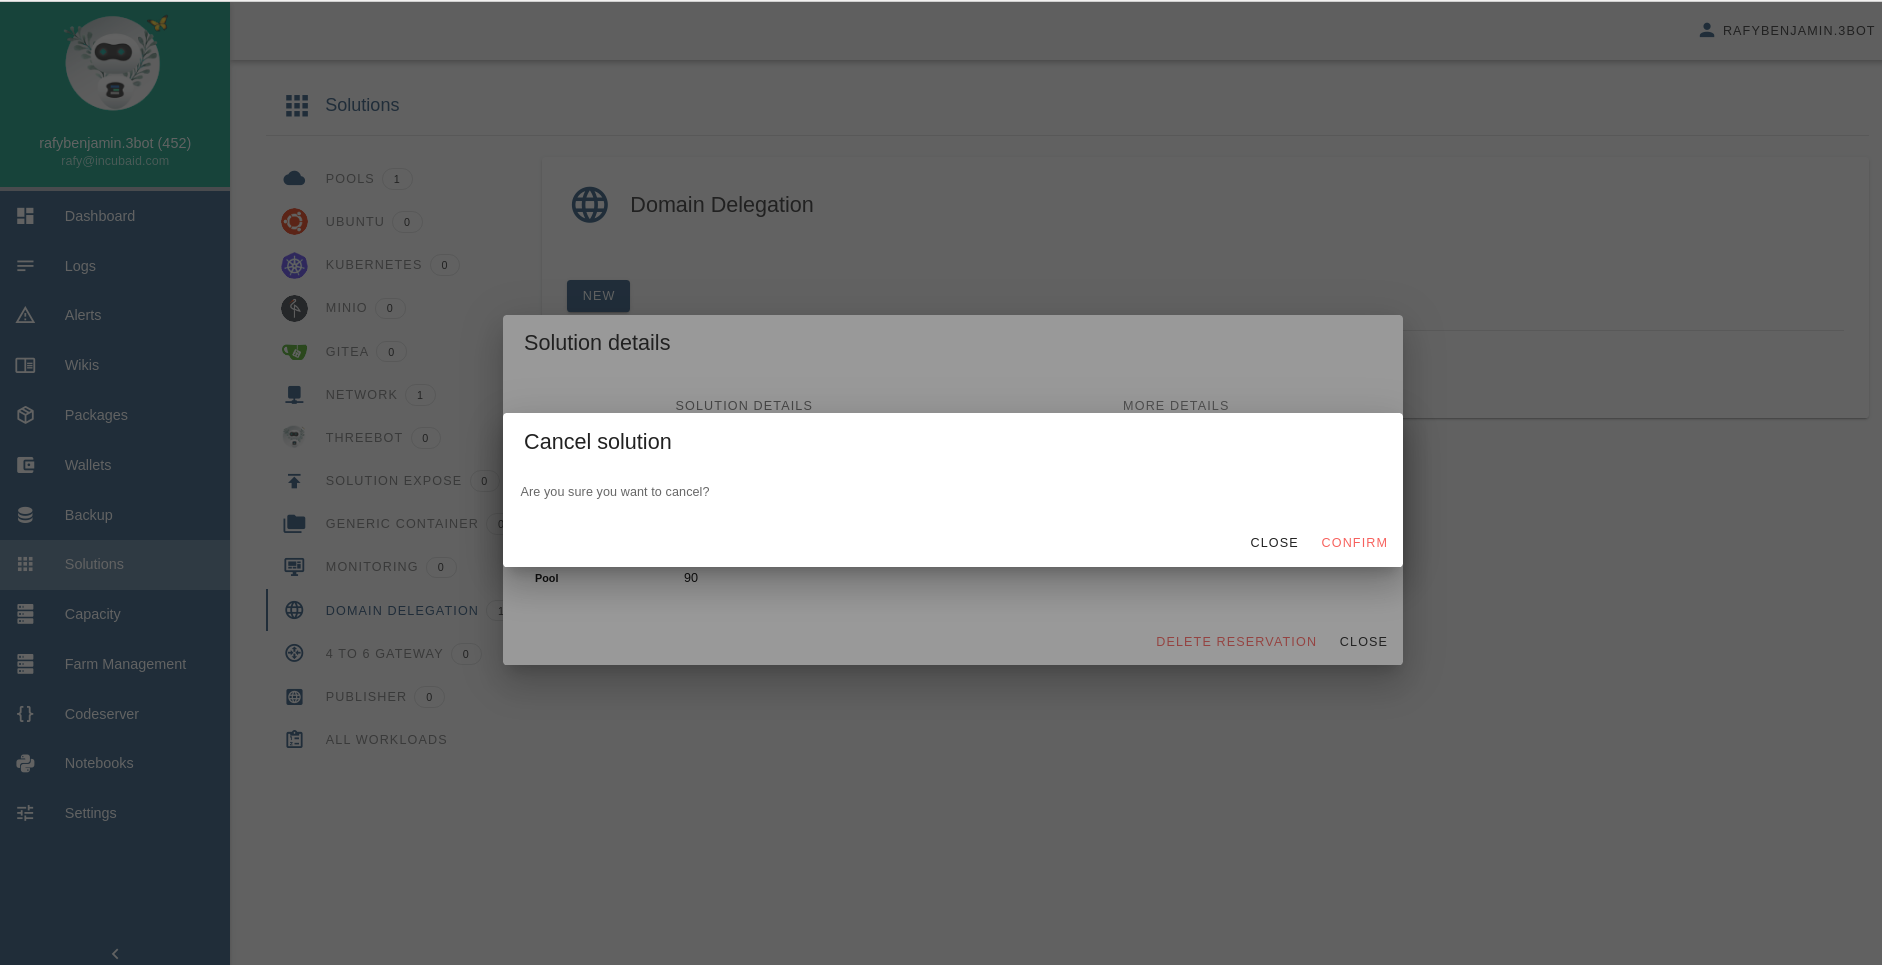 RAFYBENJAMIN.3BOT
rafybenjamin.3bot (452)
rafy@incubaid.com
Dashboard
Logs
Alerts
Wikis
Packages
Wallets
Backup
Solutions
Capacity
Farm Management
Codeserver
Notebooks
Settings
Solutions
POOLS 1
UBUNTU 0
KUBERNETES 0
MINIO 0
GITEA 0
NETWORK 1
THREEBOT 0
SOLUTION EXPOSE 0
GENERIC CONTAINER 0
MONITORING 0
DOMAIN DELEGATION 1
4 TO 6 GATEWAY 0
PUBLISHER 0
ALL WORKLOADS
Domain Delegation
NEW
Solution details
SOLUTION DETAILS MORE DETAILS
Cancel solution
Are you sure you want to cancel?
CLOSE CONFIRM
Pool 90
DELETE RESERVATION CLOSE